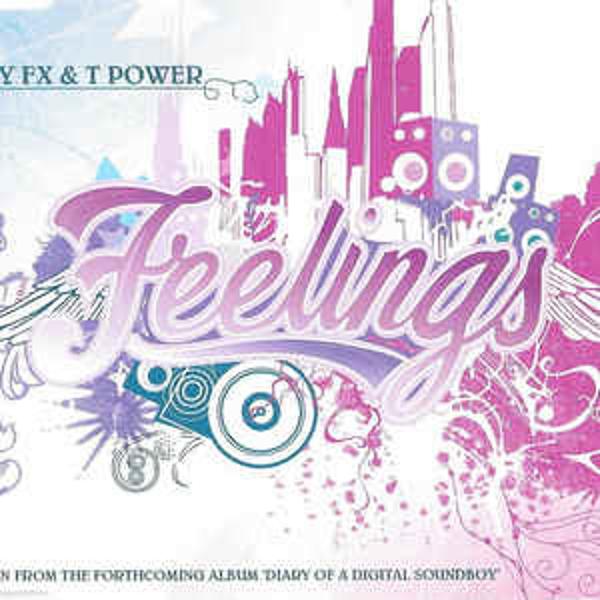 Y FX & T POWER
Feelings
N FROM THE FORTHCOMING ALBUM 'DIARY OF A DIGITAL SOUNDBOY'